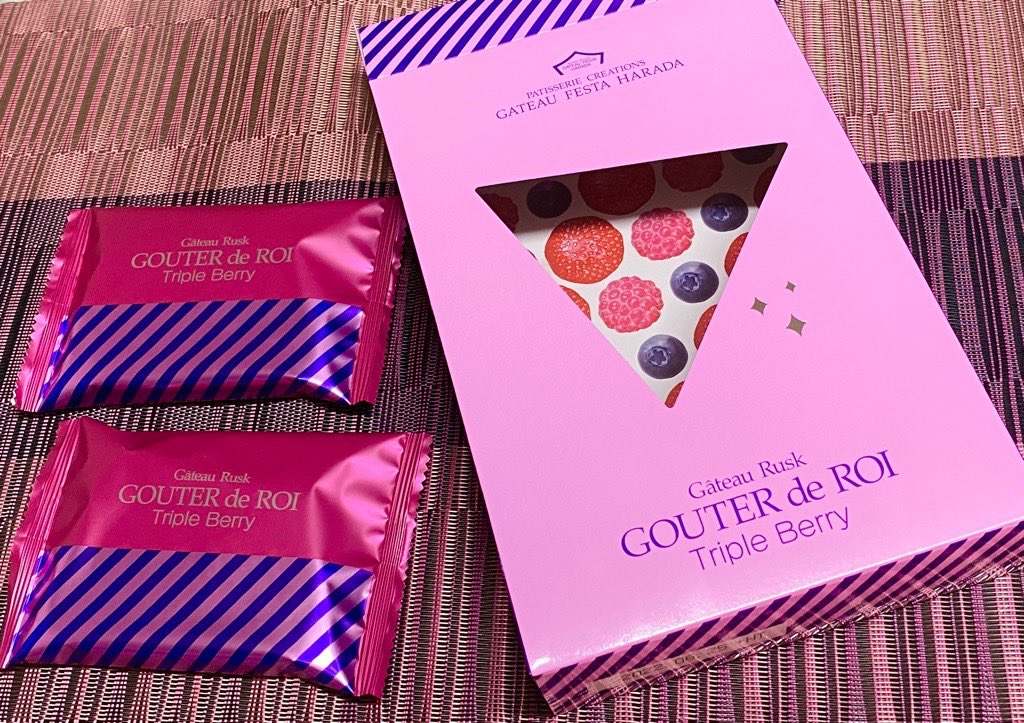 PATISSERIE CREATIONS
GATEAU FESTA HARADA
Gâteau Rusk
GOUTER de ROI
Triple Berry
Gâteau Rusk
GOUTER de ROI
Triple Berry
Gâteau Rusk
GOUTER de ROI
Triple Berry